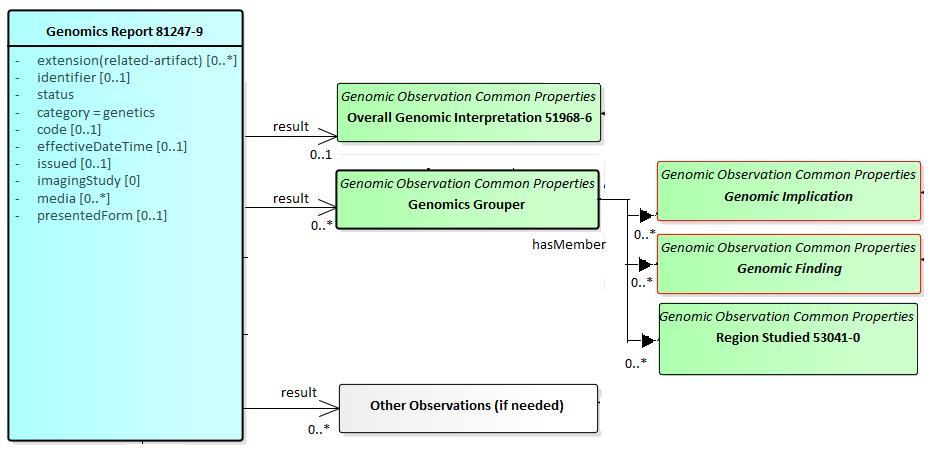 Genomics Report 81247-9
- extension(related-artifact) [0..*]
- identifier [0..1]
- status
- category = genetics
- code [0..1]
- effectiveDateTime [0..1]
- issued [0..1]
- imagingStudy [0]
- media [0..*]
- presentedForm [0..1]
result
0..1
Genomic Observation Common Properties
Overall Genomic Interpretation 51968-6
result
0..*
Genomic Observation Common Properties
Genomics Grouper
hasMember
0..*
Genomic Observation Common Properties
Genomic Implication
0..*
Genomic Observation Common Properties
Genomic Finding
0..*
Genomic Observation Common Properties
Region Studied 53041-0
result
0..*
Other Observations (if needed)